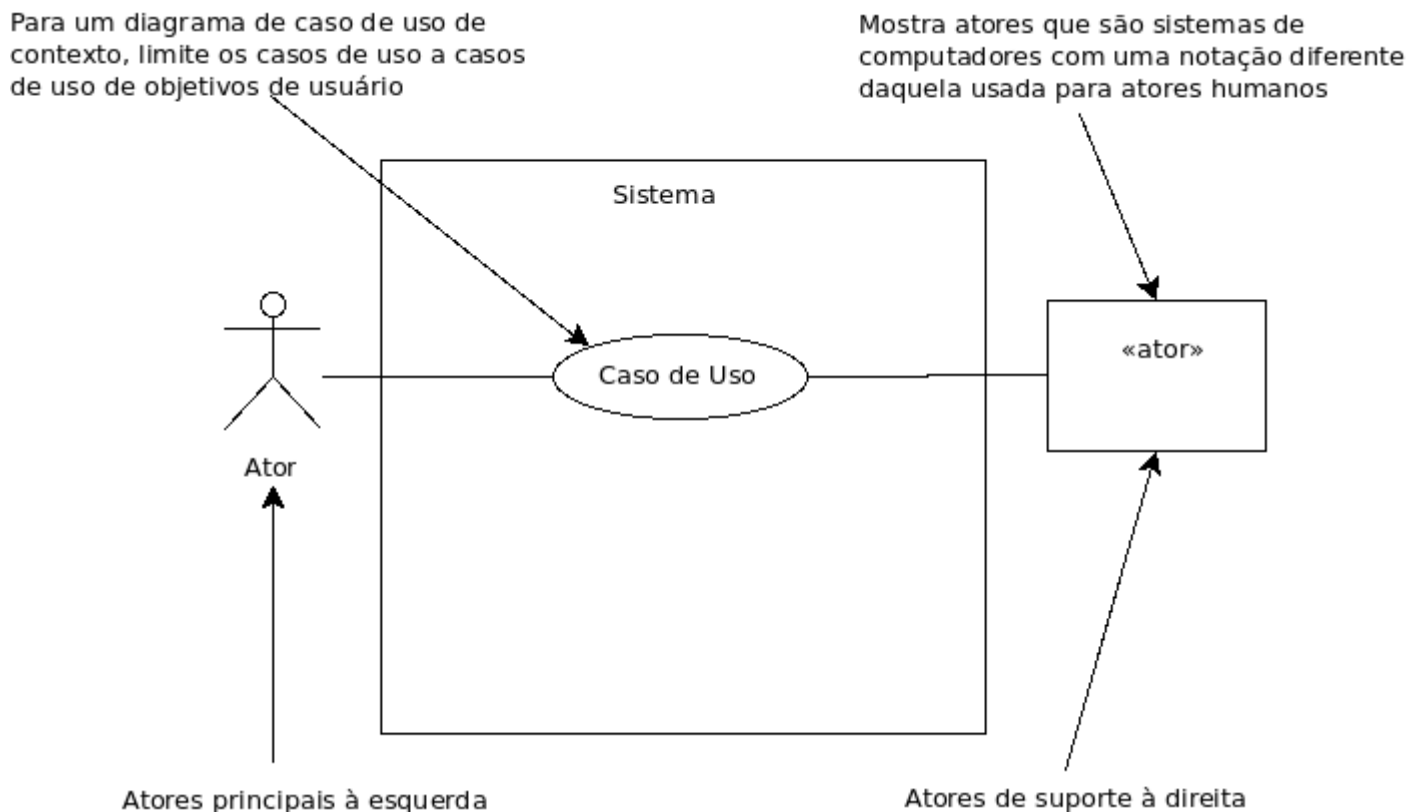 Para um diagrama de caso de uso de
contexto, limite os casos de uso a casos
de uso de objetivos de usuário
Mostra atores que são sistemas de
computadores com uma notação diferente
daquela usada para atores humanos
Sistema
«ator»
Caso de Uso
Ator
Atores principais à esquerda
Atores de suporte à direita